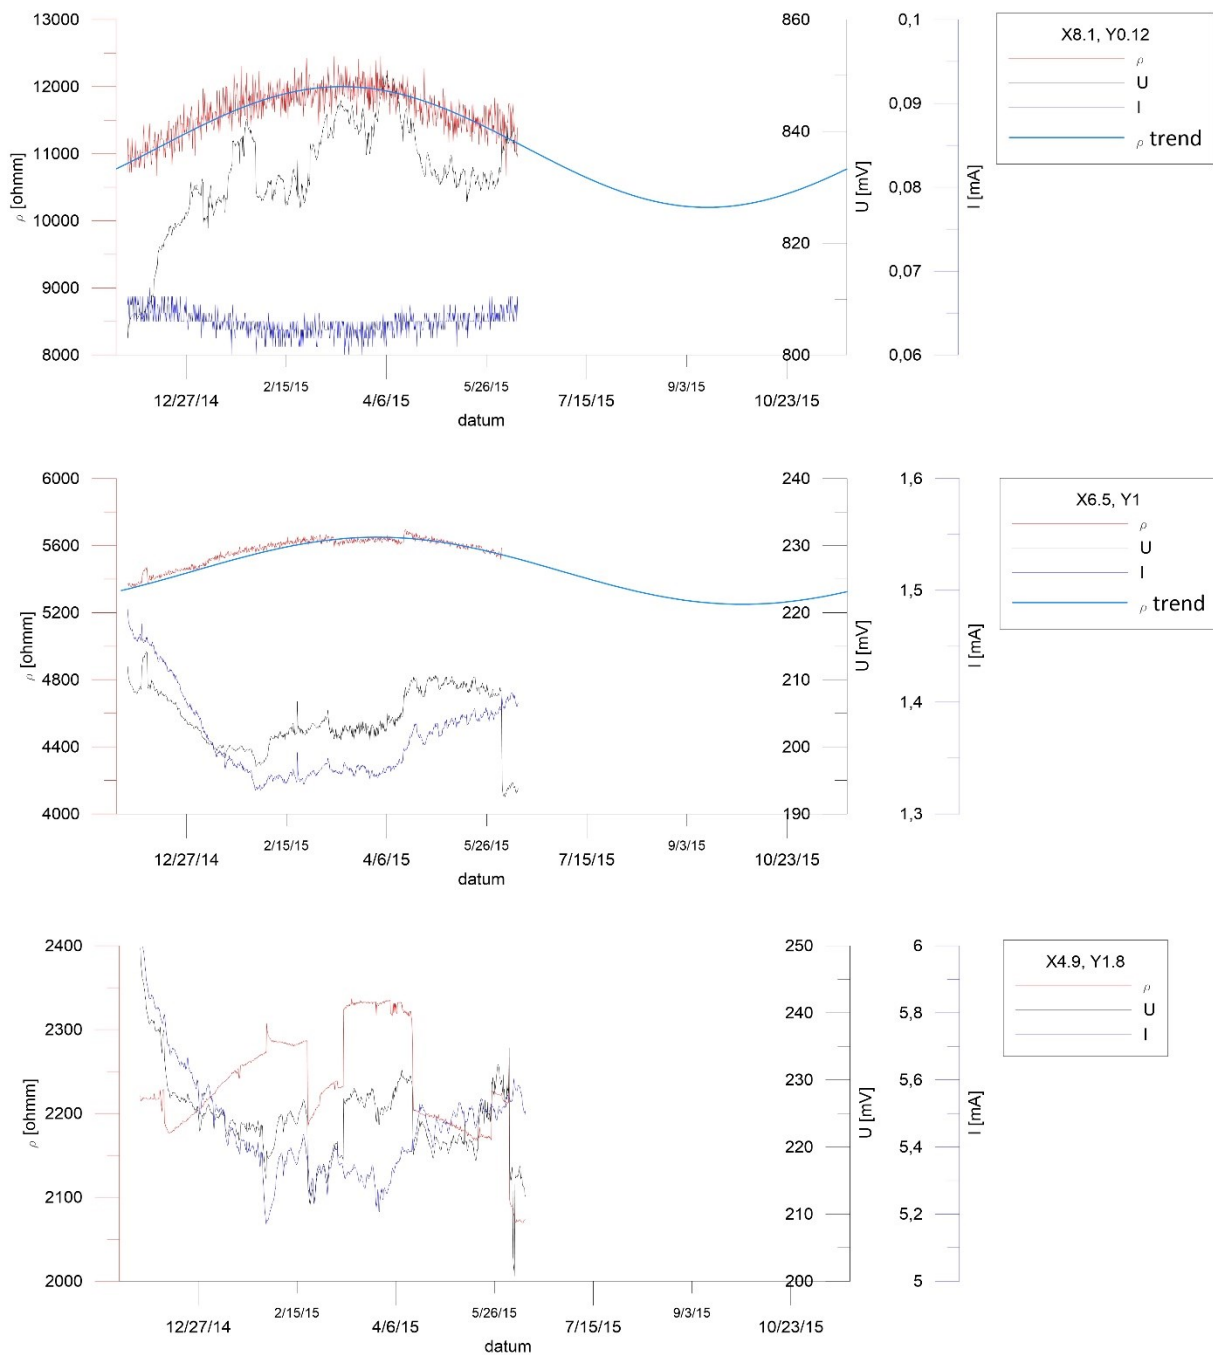 13000
12000
11000
10000
9000
8000
ρ [ohmm]
860
840
820
800
U [mV]
0,1
0,09
0,08
0,07
0,06
I [mA]
X8.1, Y0.12
ρ
U
I
ρ trend
12/27/14
2/15/15
4/6/15
5/26/15
7/15/15
9/3/15
10/23/15
datum
6000
5600
5200
4800
4400
4000
ρ [ohmm]
240
230
220
210
200
190
U [mV]
1,6
1,5
1,4
1,3
I [mA]
X6.5, Y1
ρ
U
I
ρ trend
12/27/14
2/15/15
4/6/15
5/26/15
7/15/15
9/3/15
10/23/15
datum
2400
2300
2200
2100
2000
ρ [ohmm]
250
240
230
220
210
200
U [mV]
6
5,8
5,6
5,4
5,2
5
I [mA]
X4.9, Y1.8
ρ
U
I
12/27/14
2/15/15
4/6/15
5/26/15
7/15/15
9/3/15
10/23/15
datum